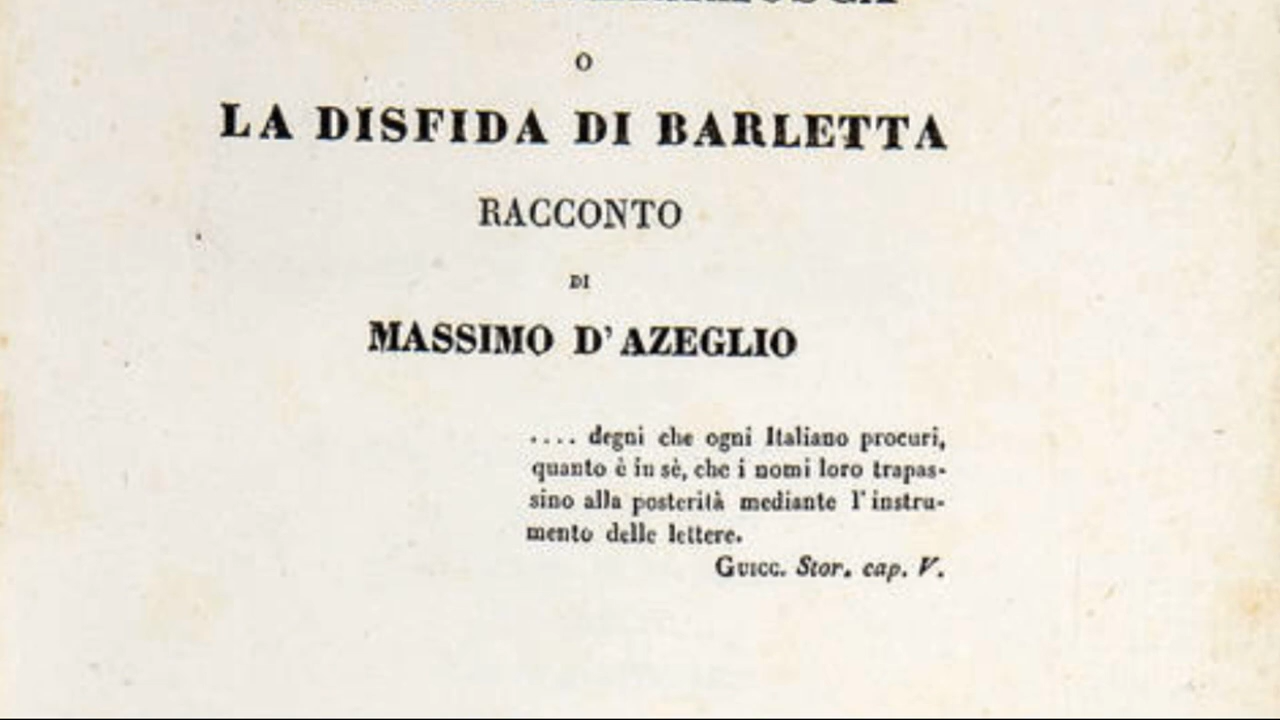 O
LA DISFIDA DI BARLETTA
RACCONTO
DI
MASSIMO D'AZEGLIO
.... degni che ogni Italiano procuri,
quanto è in sè, che i nomi loro trapas-
sino alla posterità mediante l'instru-
mento delle lettere.
GUICC. Stor. cap. V.